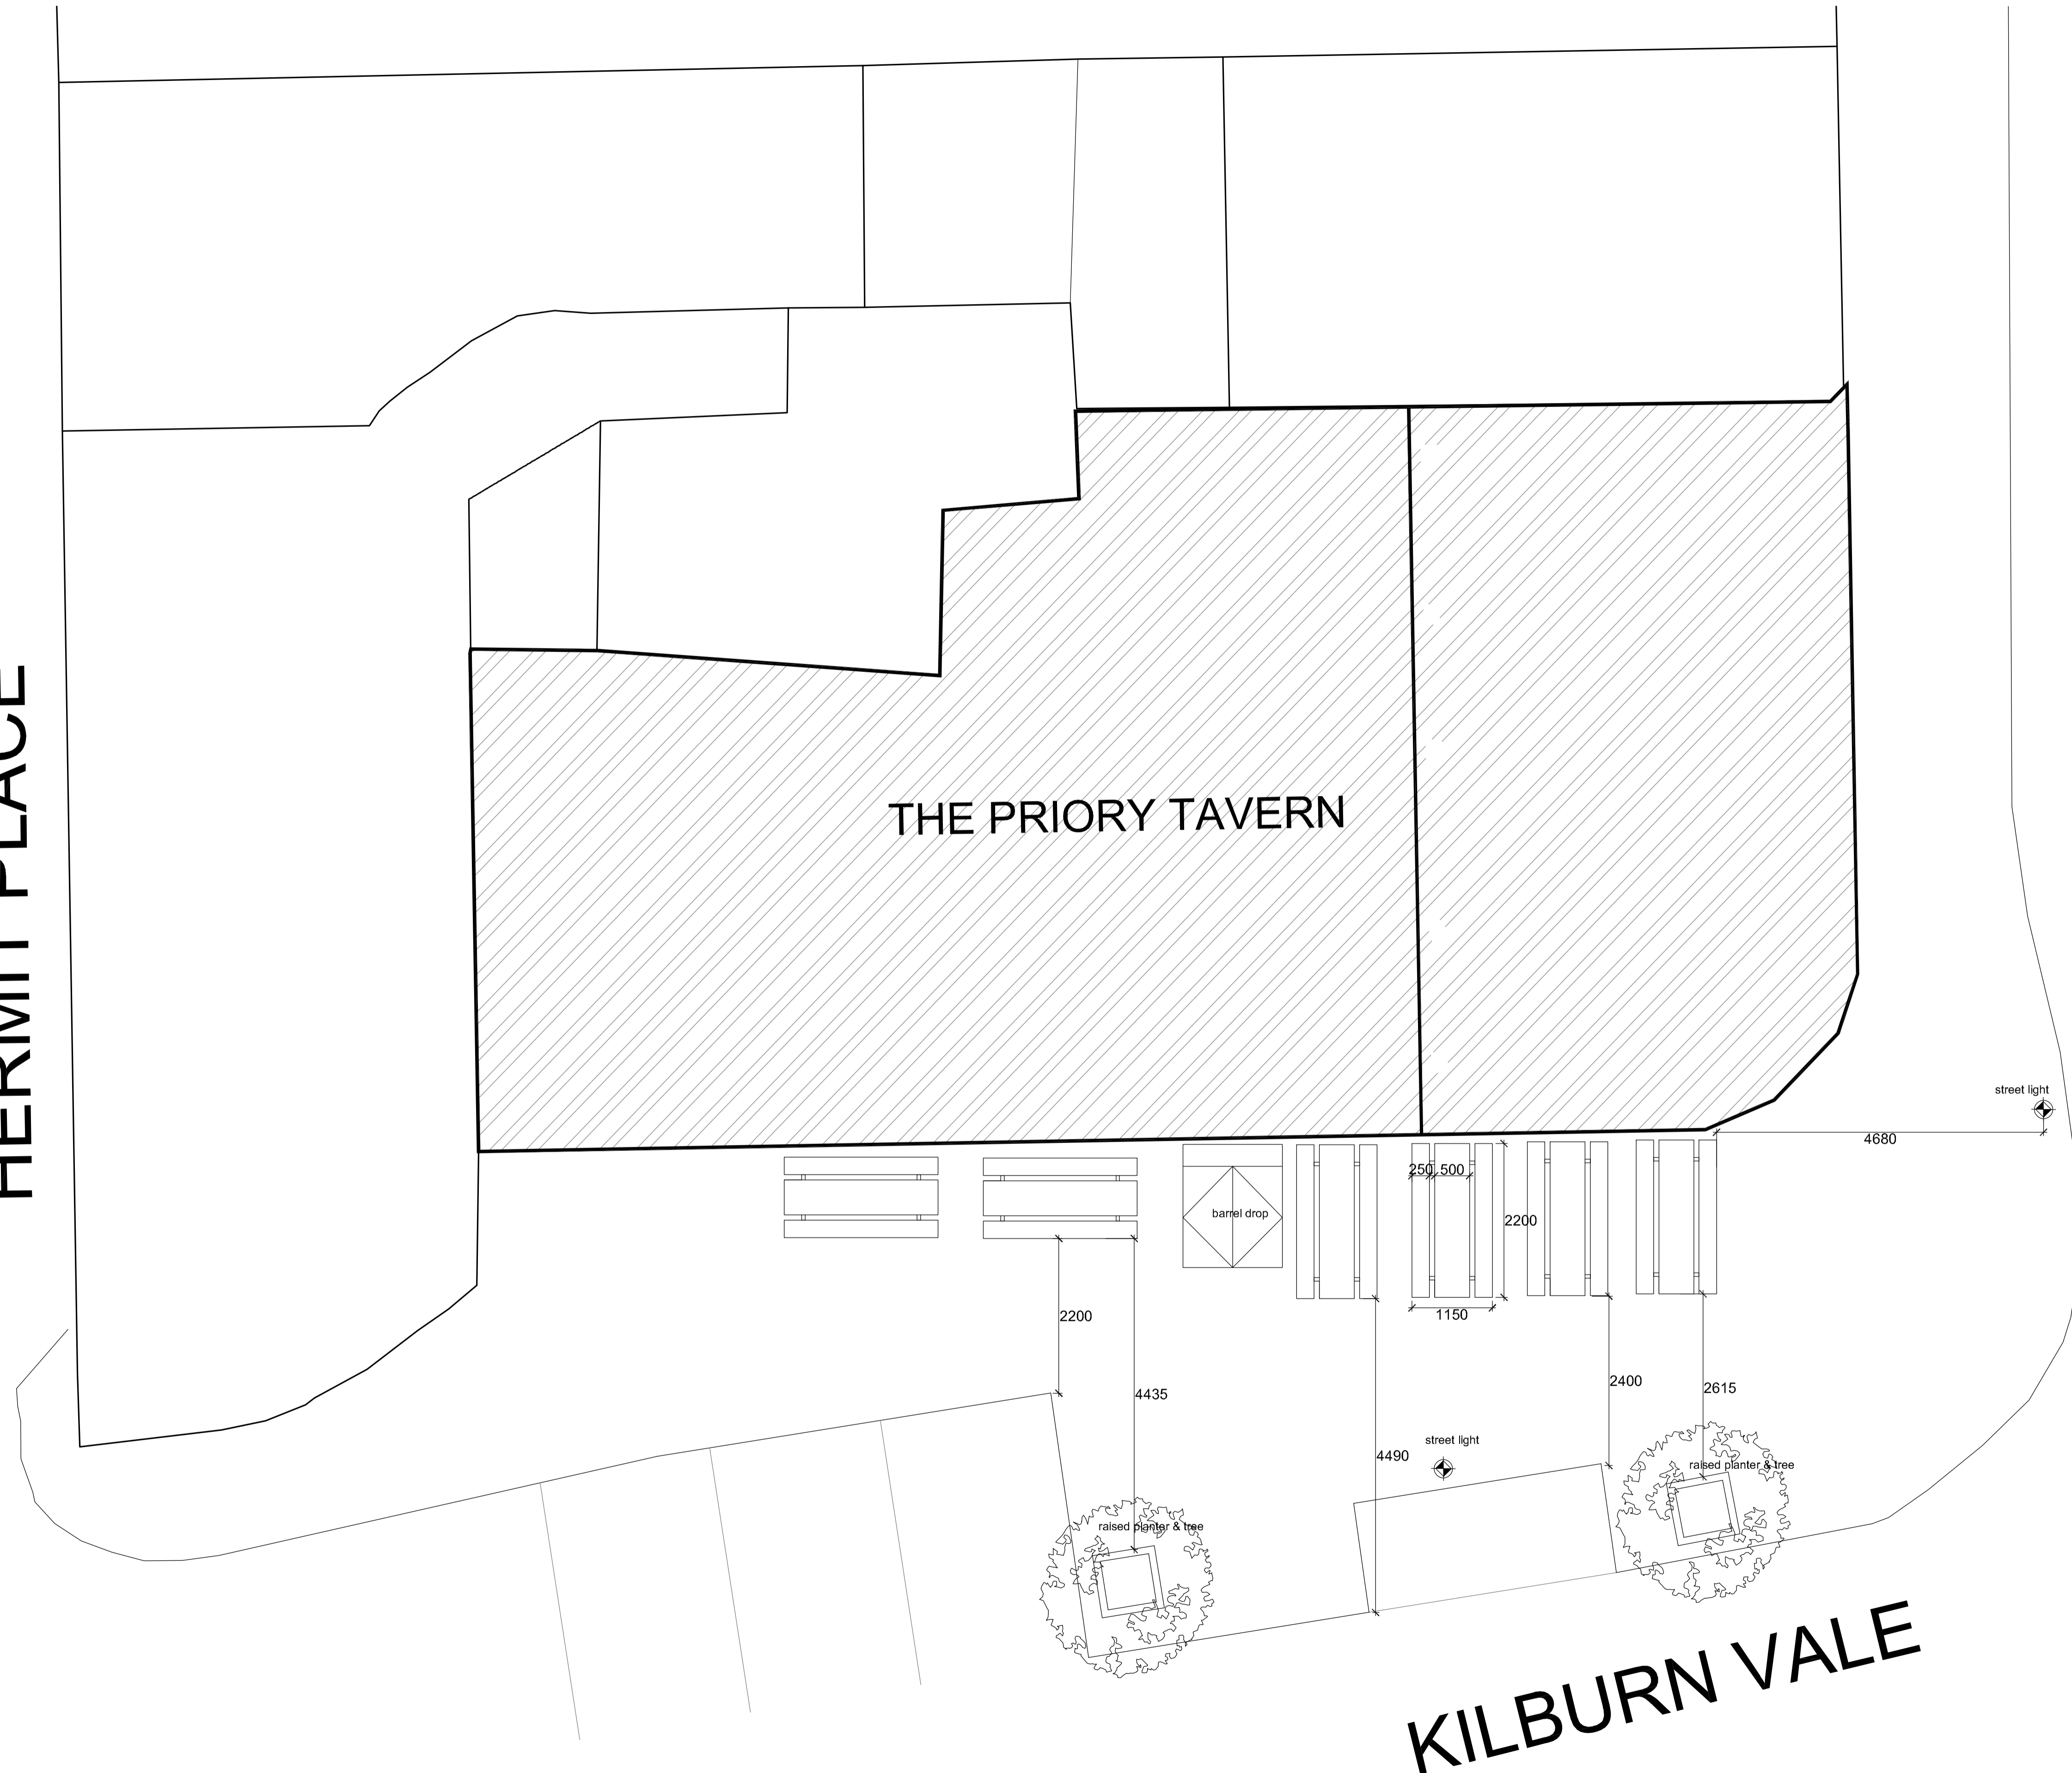 HERMIT PLACE
THE PRIORY TAVERN
street light
4680
250 500
barrel drop
2200
1150
2200
4435
2400
2615
4490
street light
raised planter & tree
raised planter & tree
KILBURN VALE